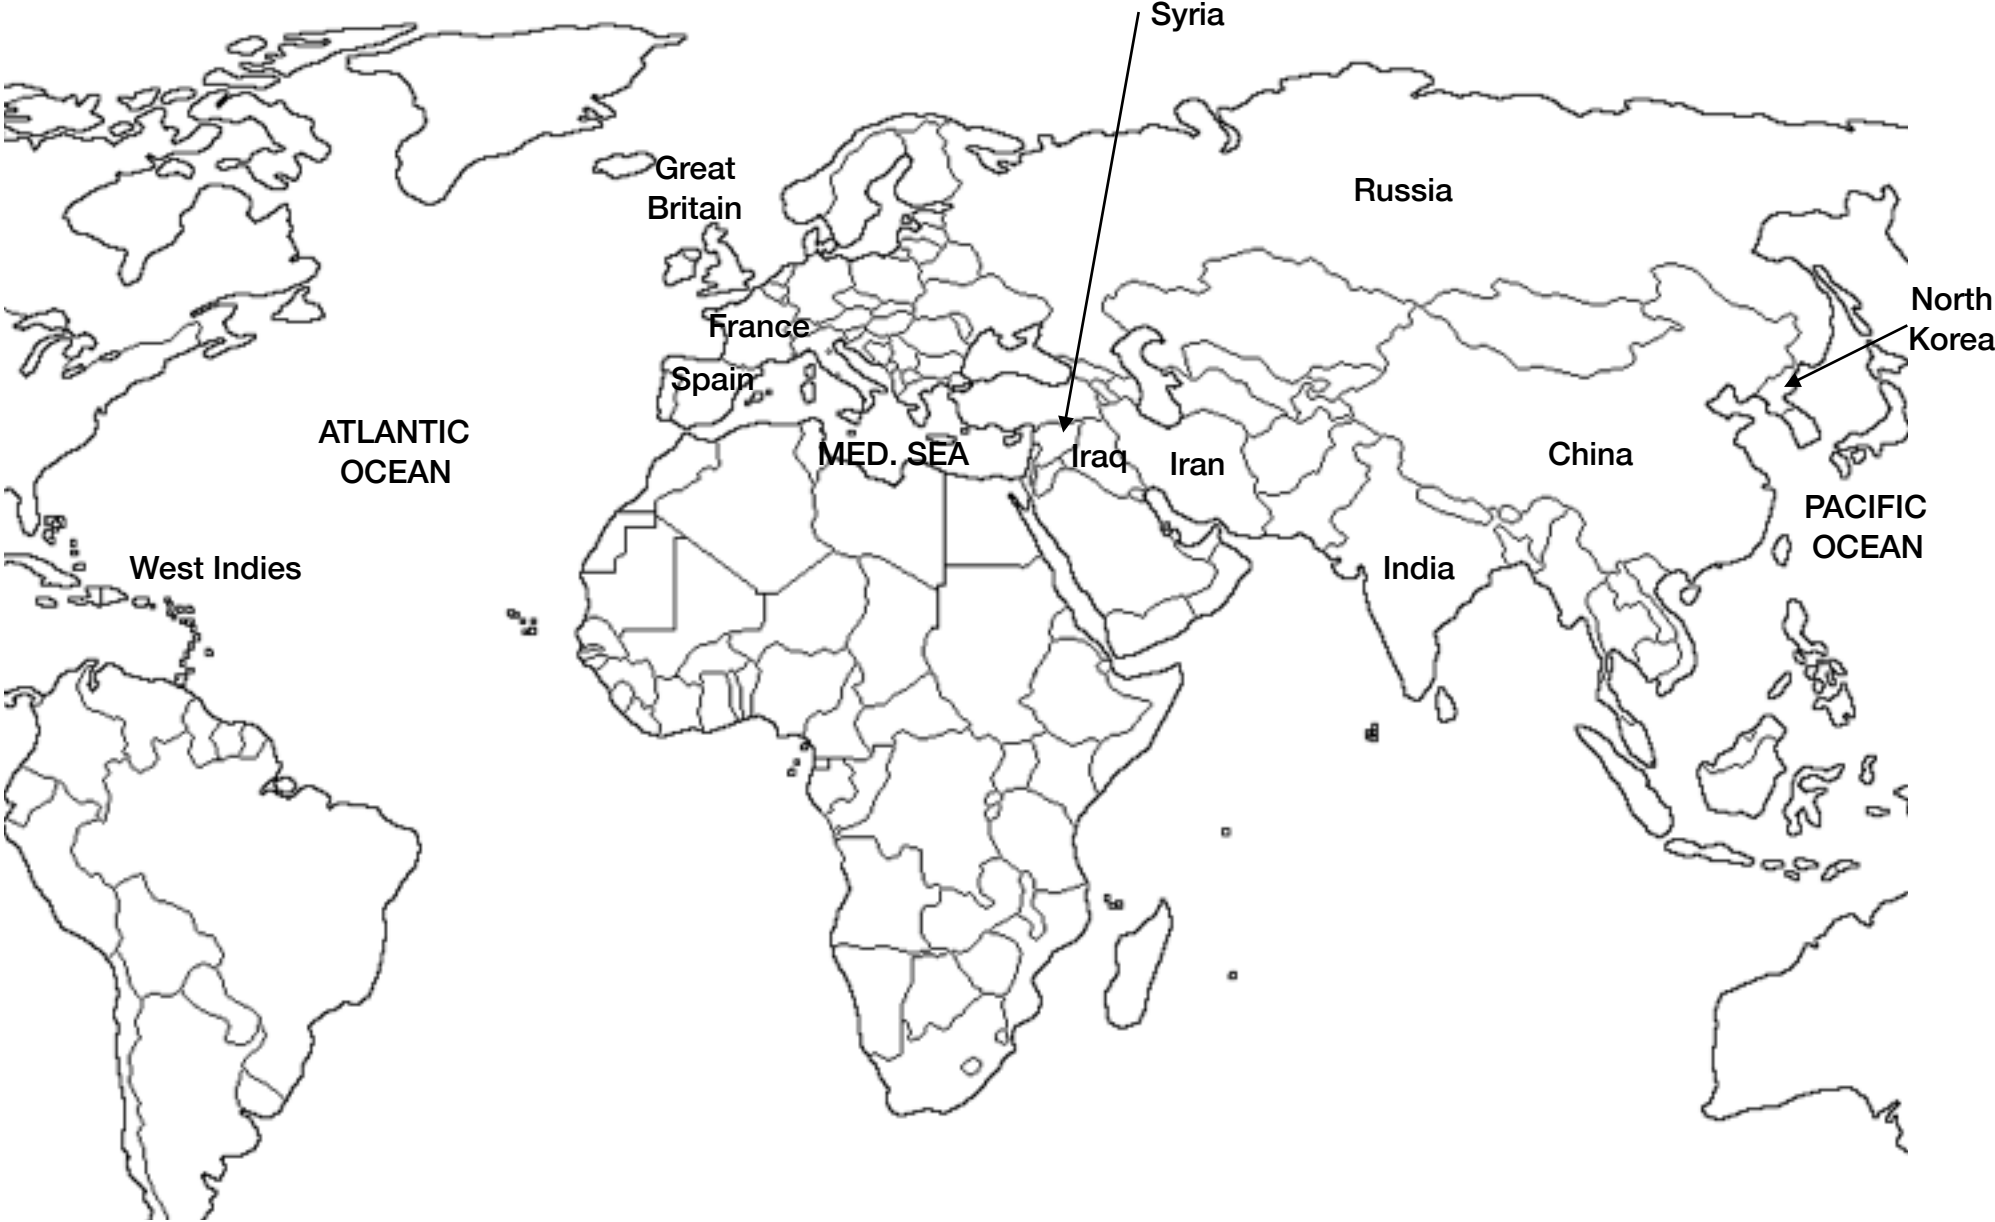 Syria
Great
Britain
Russia
North
Korea
France
Spain
ATLANTIC
OCEAN
MED. SEA
Iraq
Iran
China
PACIFIC
OCEAN
West Indies
India